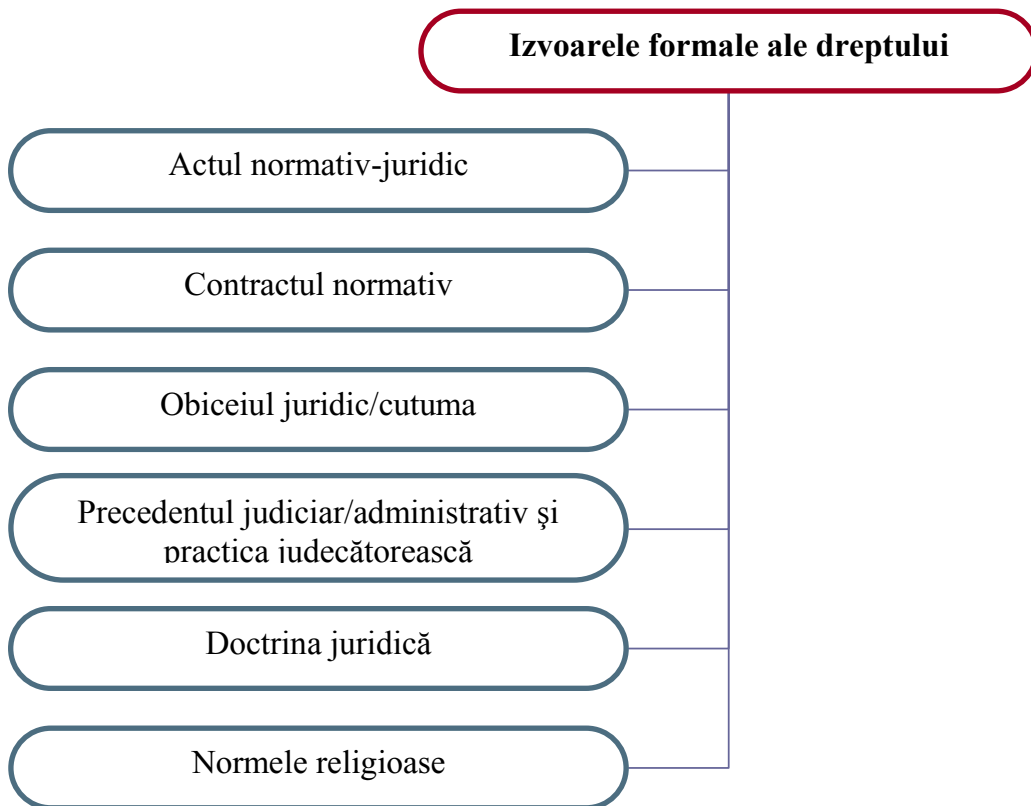 Izvoarele formale ale dreptului
Actul normativ-juridic
Contractul normativ
Obiceiul juridic/cutuma
Precedentul judiciar/administrativ şi
practica judecătorească
Doctrina juridică
Normele religioase